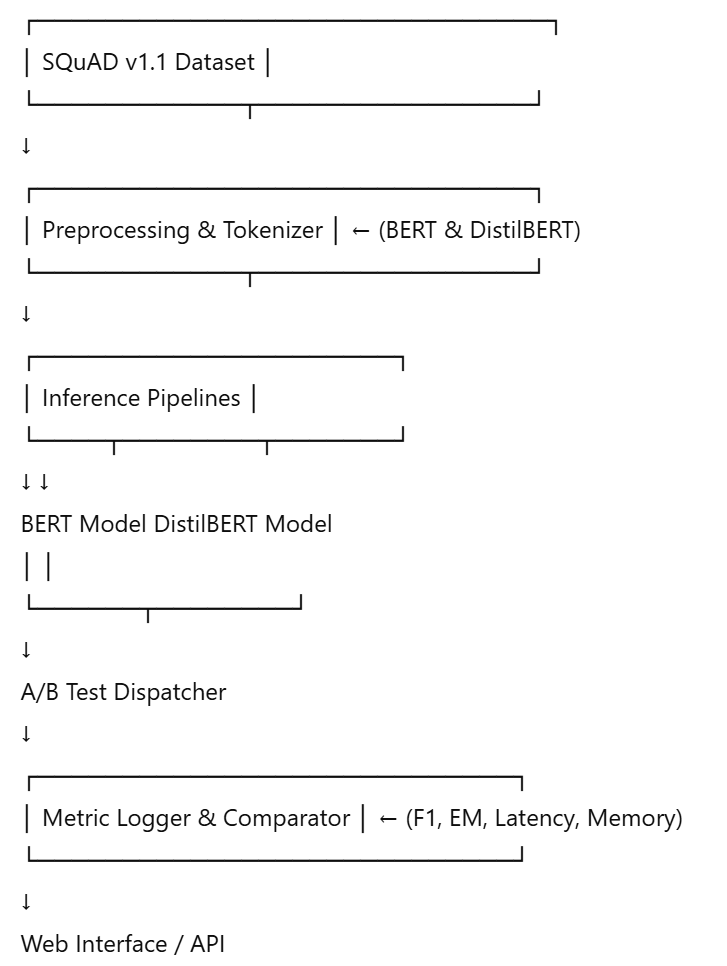 ┌──────────────────────────────┐
│ SQuAD v1.1 Dataset │
└────────────┬────────────────┘
↓
┌─────────────────────────────┐
│ Preprocessing & Tokenizer │ ← (BERT & DistilBERT)
└────────────┬────────────────┘
↓
┌─────────────────────┐
│ Inference Pipelines │
└────┬────────┬───────┘
↓ ↓
BERT Model DistilBERT Model
│ │
└──────┬────────┘
↓
A/B Test Dispatcher
↓
┌────────────────────────────┐
│ Metric Logger & Comparator │ ← (F1, EM, Latency, Memory)
└────────────────────────────┘
↓
Web Interface / API